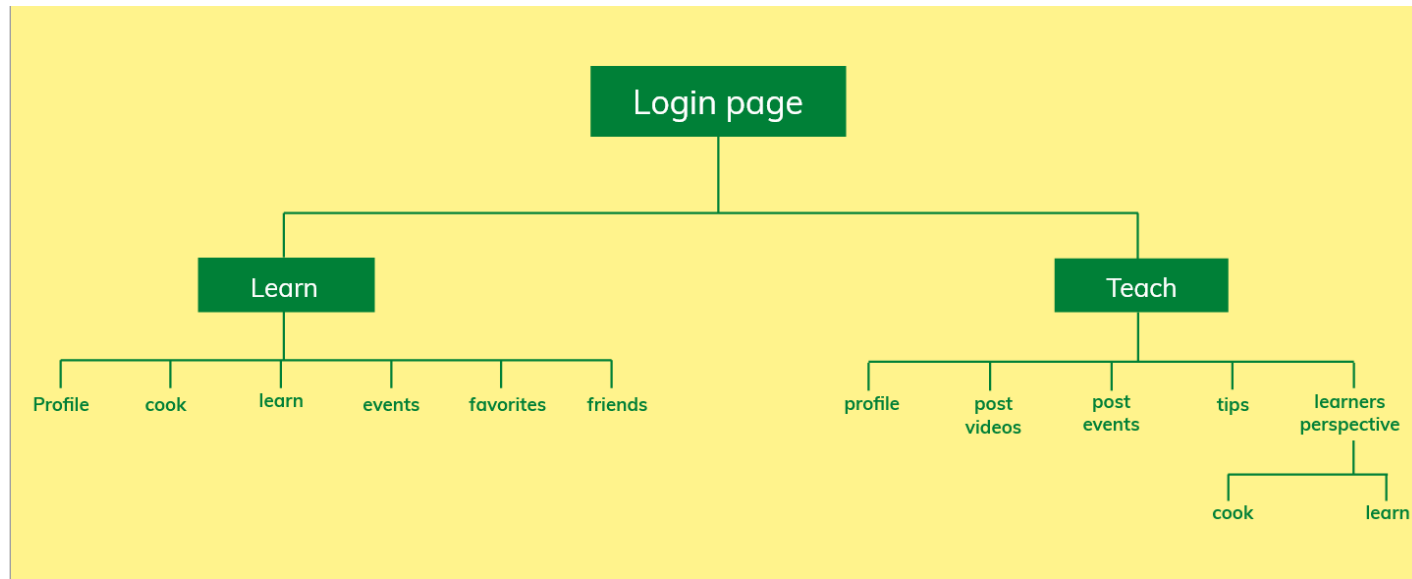 Login page
Learn
Teach
Profile
cook
learn
events
favorites
friends
profile
post
videos
post
events
tips
learners
perspective
cook
learn